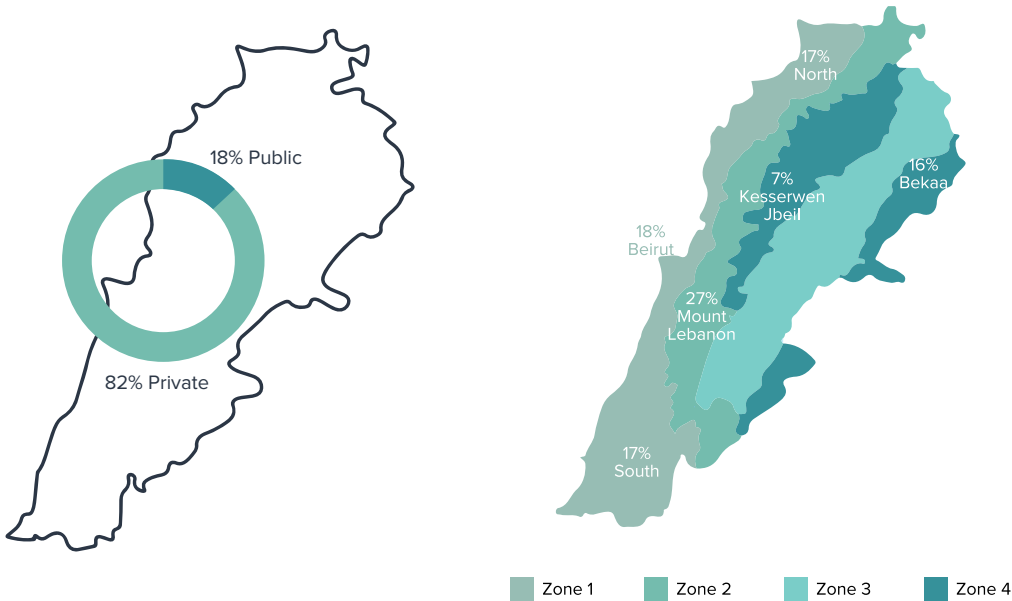 18% Public
82% Private
17%
North
16%
Bekaa
7%
Kesserwen
Jbeil
18%
Beirut
27%
Mount
Lebanon
17%
South
Zone 1
Zone 2
Zone 3
Zone 4